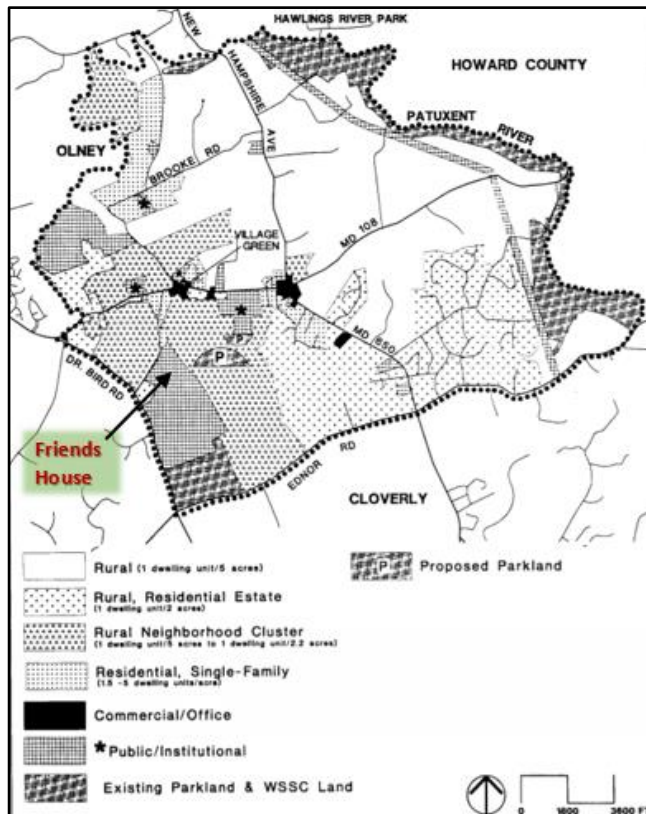 HAWLINGS RIVER PARK
NEW
HAMPSHIRE
AVE
HOWARD COUNTY
PATUXENT
RIVER
OLNEY
BROOKE RD
VILLAGE
GREEN
MD 108
MD 650
P
P
DR. BIRD RD
Friends
House
EDNOR RD
CLOVERLY
Rural (1 dwelling unit/5 acres)
P Proposed Parkland
Rural, Residential Estate
(1 dwelling unit/2 acres)
Rural Neighborhood Cluster
(1 dwelling unit/5 acres to 1 dwelling unit/2.2 acres)
Residential, Single-Family
(1.5 -5 dwelling units/acre)
Commercial/Office
*Public/Institutional
Existing Parkland & WSSC Land
0 1800 3600 FT